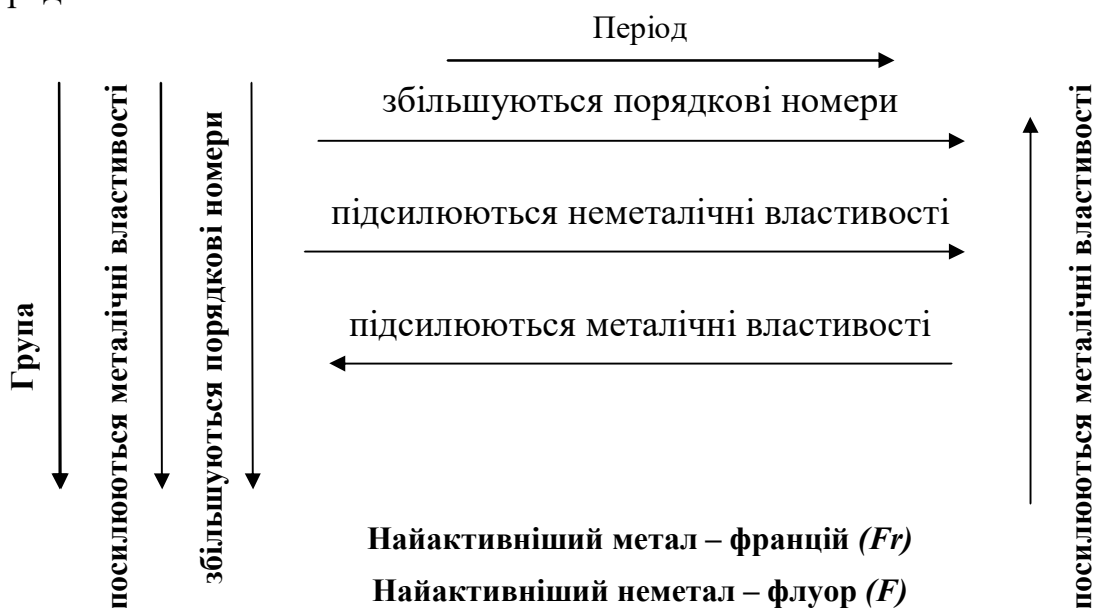 Період
збільшуються порядкові номери
підсилюються неметалічні властивості
підсилюються металічні властивості
Група
посилюються металічні властивості
збільшуються порядкові номери
посилюються металічні властивості
Найактивніший метал – францій (Fr)
Найактивніший неметал – флуор (F)